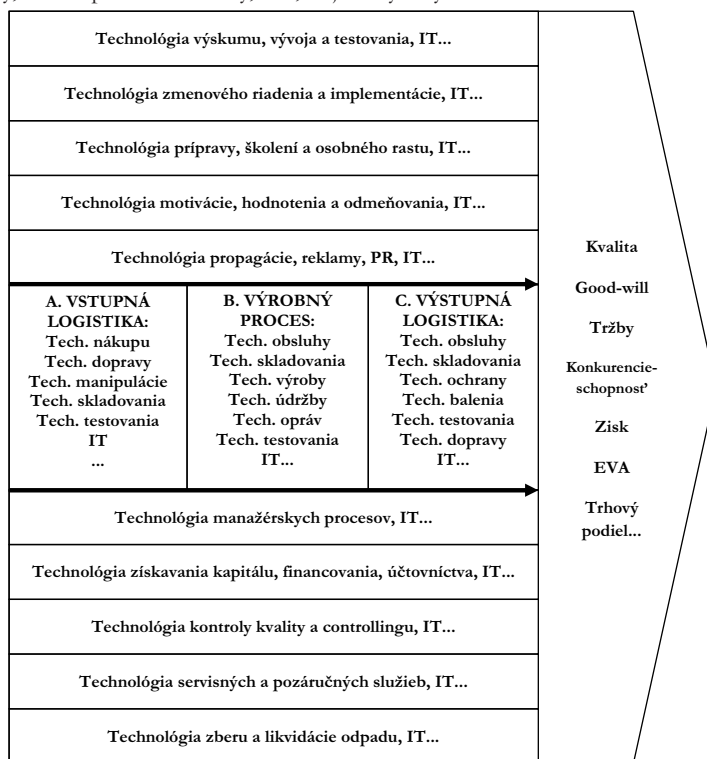 Technológia výskumu, vývoja a testovania, IT...
Technológia zmenového riadenia a implementácie, IT...
Technológia prípravy, školení a osobného rastu, IT...
Technológia motivácie, hodnotenia a odmeňovania, IT...
Technológia propagácie, reklamy, PR, IT...
A. VSTUPNÁ
LOGISTIKA:
Tech. nákupu
Tech. dopravy
Tech. manipulácie
Tech. skladovania
Tech. testovania
IT
...
B. VÝROBNÝ
PROCES:
Tech. obsluhy
Tech. skladovania
Tech. výroby
Tech. údržby
Tech. opráv
Tech. testovania
IT...
C. VÝSTUPNÁ
LOGISTIKA:
Tech. obsluhy
Tech. skladovania
Tech. ochrany
Tech. balenia
Tech. testovania
Tech. dopravy
IT...
Technológia manažérskych procesov, IT...
Technológia získavania kapitálu, financovania, účtovníctva, IT...
Technológia kontroly kvality a controllingu, IT...
Technológia servisných a pozáručných služieb, IT...
Technológia zberu a likvidácie odpadu, IT...
Kvalita
Good-will
Tržby
Konkurencie-
schopnosť
Zisk
EVA
Trhový
podiel...